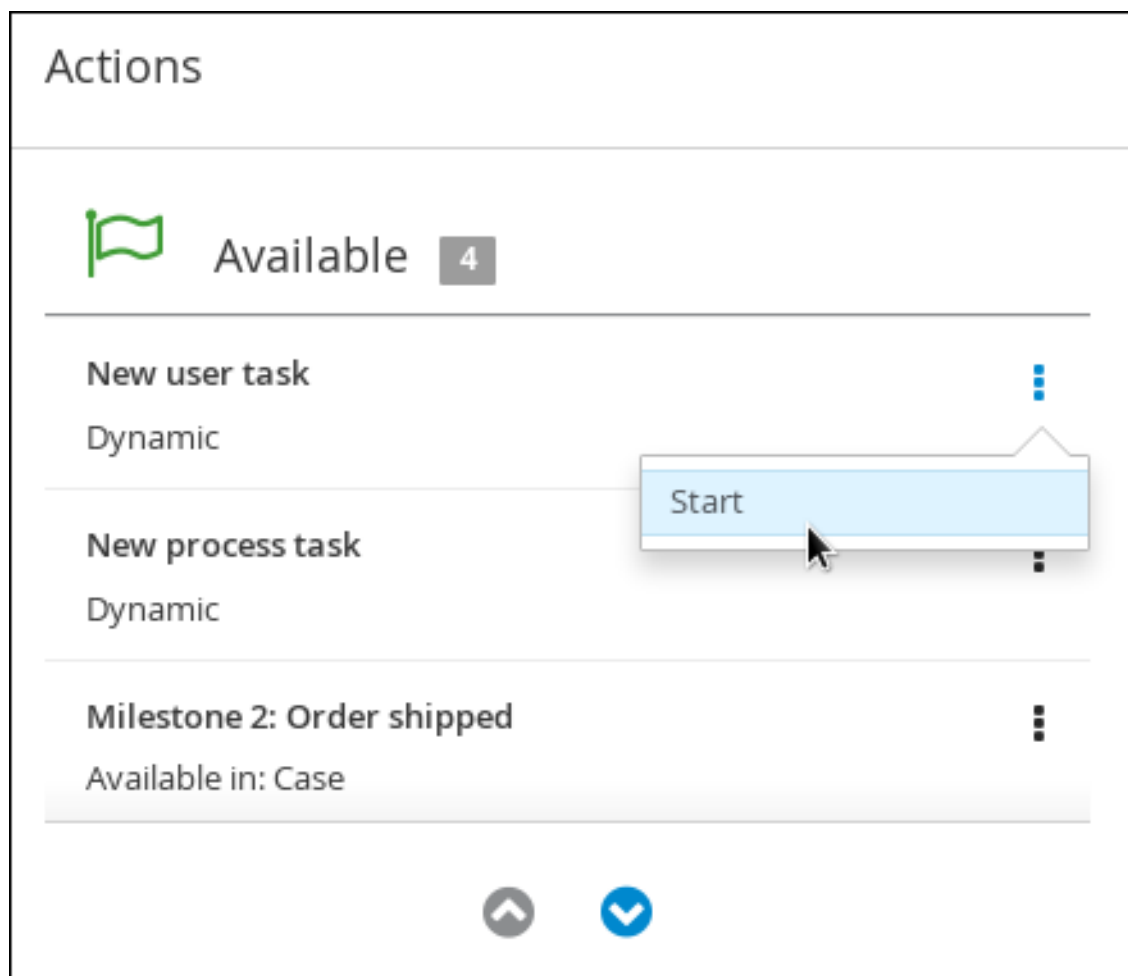 Actions
Available 4
New user task
Dynamic
Start
New process task
Dynamic
Milestone 2: Order shipped
Available in: Case